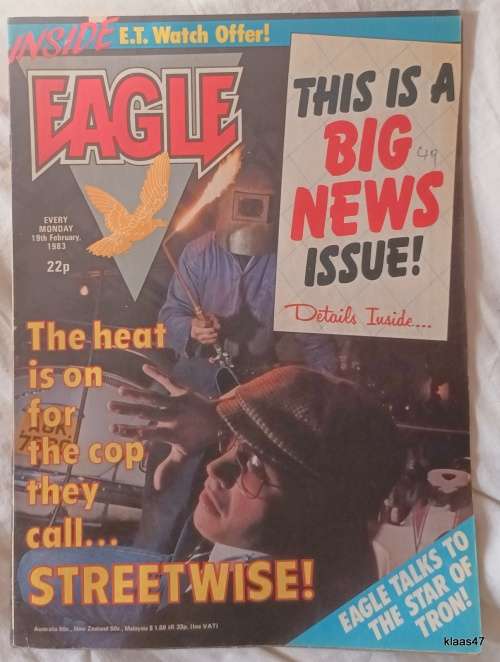 INSIDE E.T. Watch Offer!
EAGLE
EVERY
MONDAY
19th February,
1983
22p
THIS IS A
BIG
NEWS
ISSUE!
Details Inside...
49
The heat
is on
for
the cop
they
call...
STREETWISE!
EAGLE TALKS TO
THE STAR OF
TRON!
klaas47